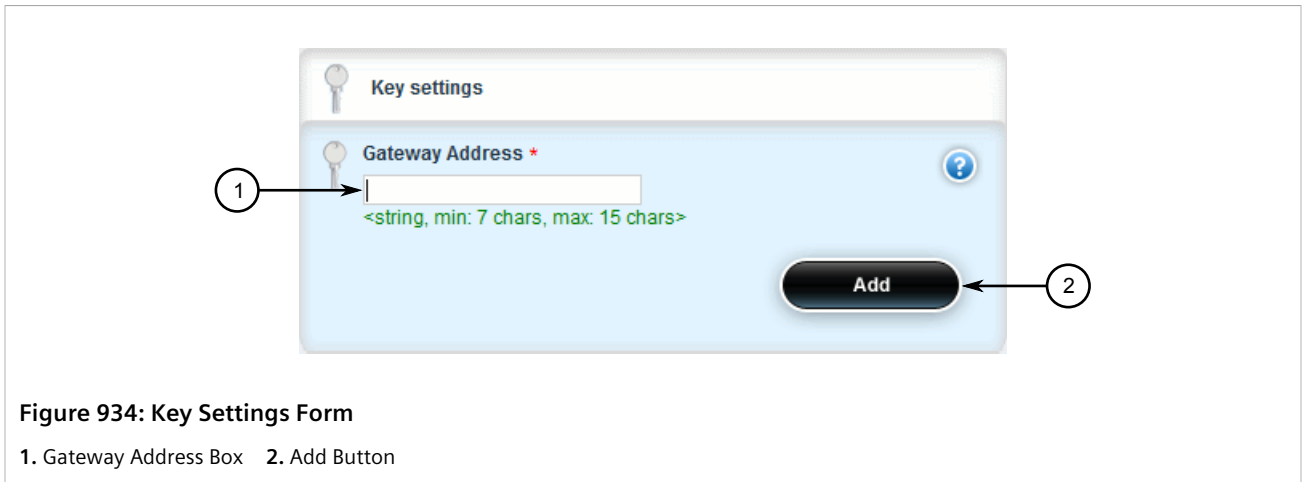 Key settings
Gateway Address *
?
1
<string, min: 7 chars, max: 15 chars>
Add
2
Figure 934: Key Settings Form
1. Gateway Address Box 2. Add Button